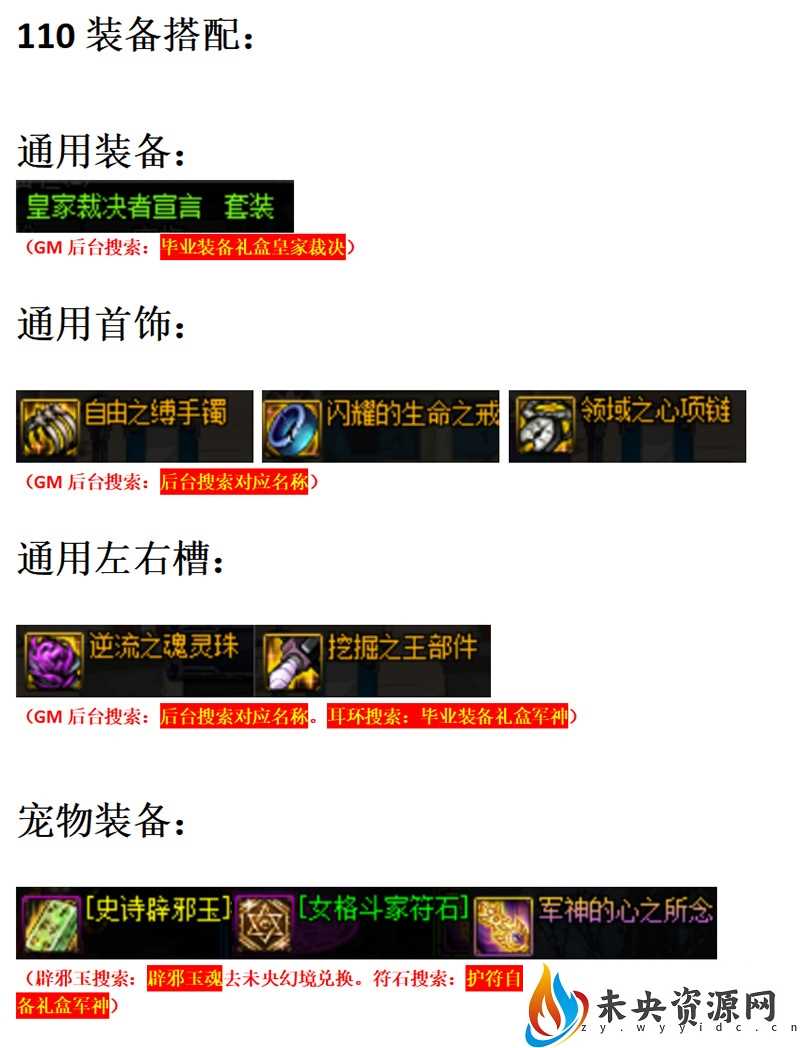 110 装备搭配：
通用装备：
皇家裁决者宣言 套装
（GM 后台搜索：毕业装备礼盒皇家裁决）
通用首饰：
自由之缚手镯 闪耀的生命之戒 领域之心项链
（GM 后台搜索：后台搜索对应名称）
通用左右槽：
逆流之魂灵珠 挖掘之王部件
（GM 后台搜索：后台搜索对应名称。耳环搜索：毕业装备礼盒军神）
宠物装备：
[史诗辟邪玉] [女格斗家符石] 军神的心之所念
（辟邪玉搜索：辟邪玉魂去未央幻境兑换。符石搜索：护符自
备礼盒军神）
未央资源网
zy.wyyidc.cn